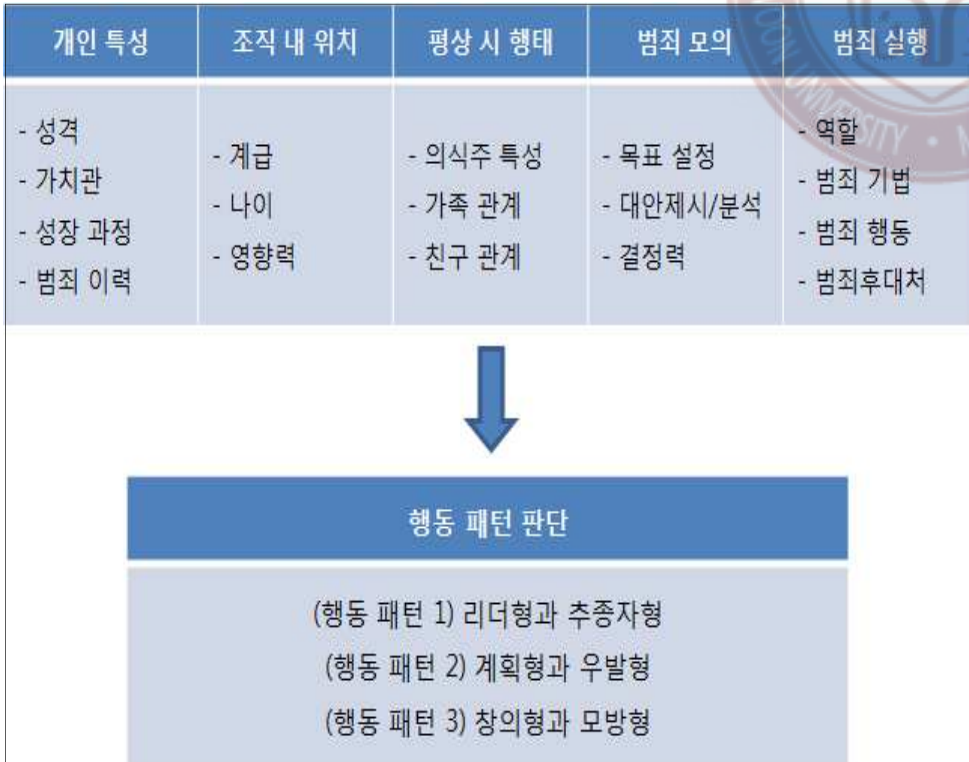 개인 특성
조직 내 위치
평상 시 행태
범죄 모의
범죄 실행
- 성격
- 가치관
- 성장 과정
- 범죄 이력
- 계급
- 나이
- 영향력
- 의식주 특성
- 가족 관계
- 친구 관계
- 목표 설정
- 대안제시/분석
- 결정력
- 역할
- 범죄 기법
- 범죄 행동
- 범죄후대처
행동 패턴 판단
(행동 패턴 1) 리더형과 추종자형
(행동 패턴 2) 계획형과 우발형
(행동 패턴 3) 창의형과 모방형